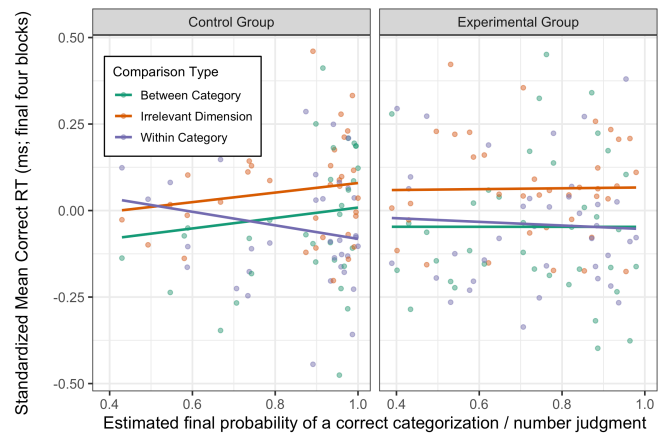 Control Group
Experimental Group
Standardized Mean Correct RT (ms; final four blocks)
0.50
0.25
0.00
-0.25
-0.50
Comparison Type
Between Category
Irrelevant Dimension
Within Category
0.4 0.6 0.8 1.0
0.4 0.6 0.8 1.0
Estimated final probability of a correct categorization / number judgment